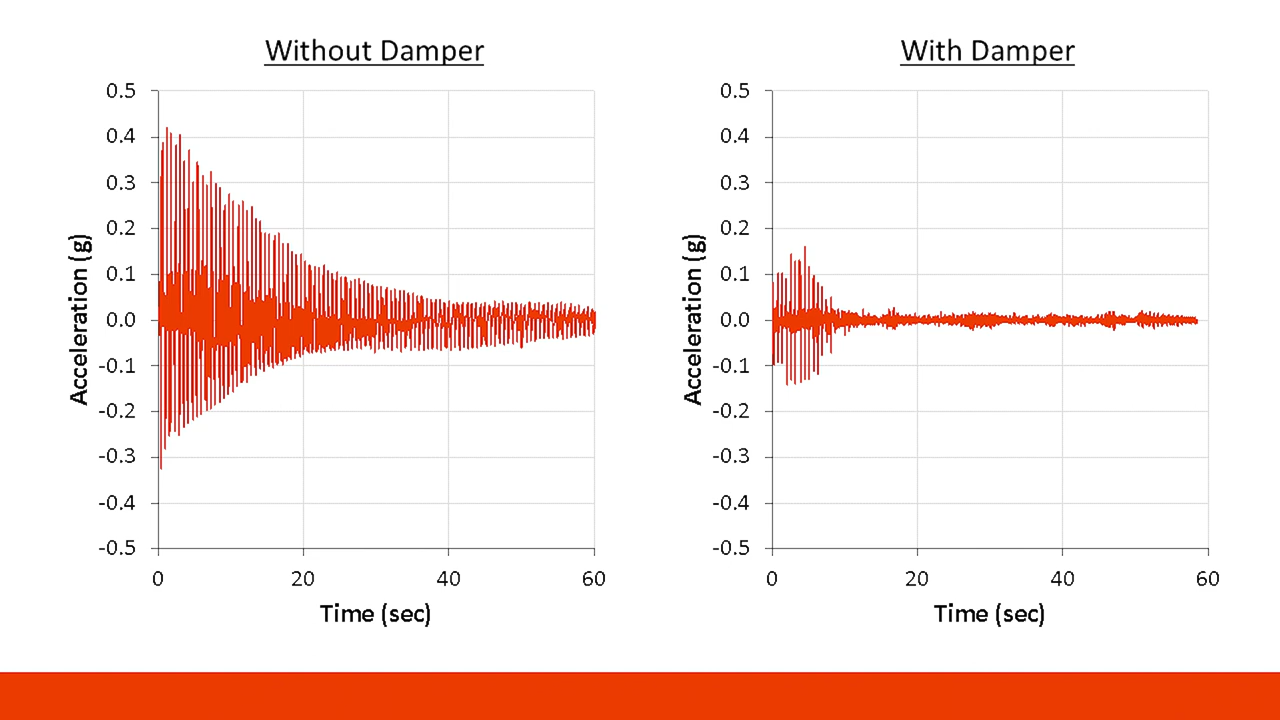 Without Damper
0.5
0.4
0.3
0.2
0.1
0.0
-0.1
-0.2
-0.3
-0.4
-0.5
Acceleration (g)
0 20 40 60
Time (sec)
With Damper
0.5
0.4
0.3
0.2
0.1
0.0
-0.1
-0.2
-0.3
-0.4
-0.5
Acceleration (g)
0 20 40 60
Time (sec)